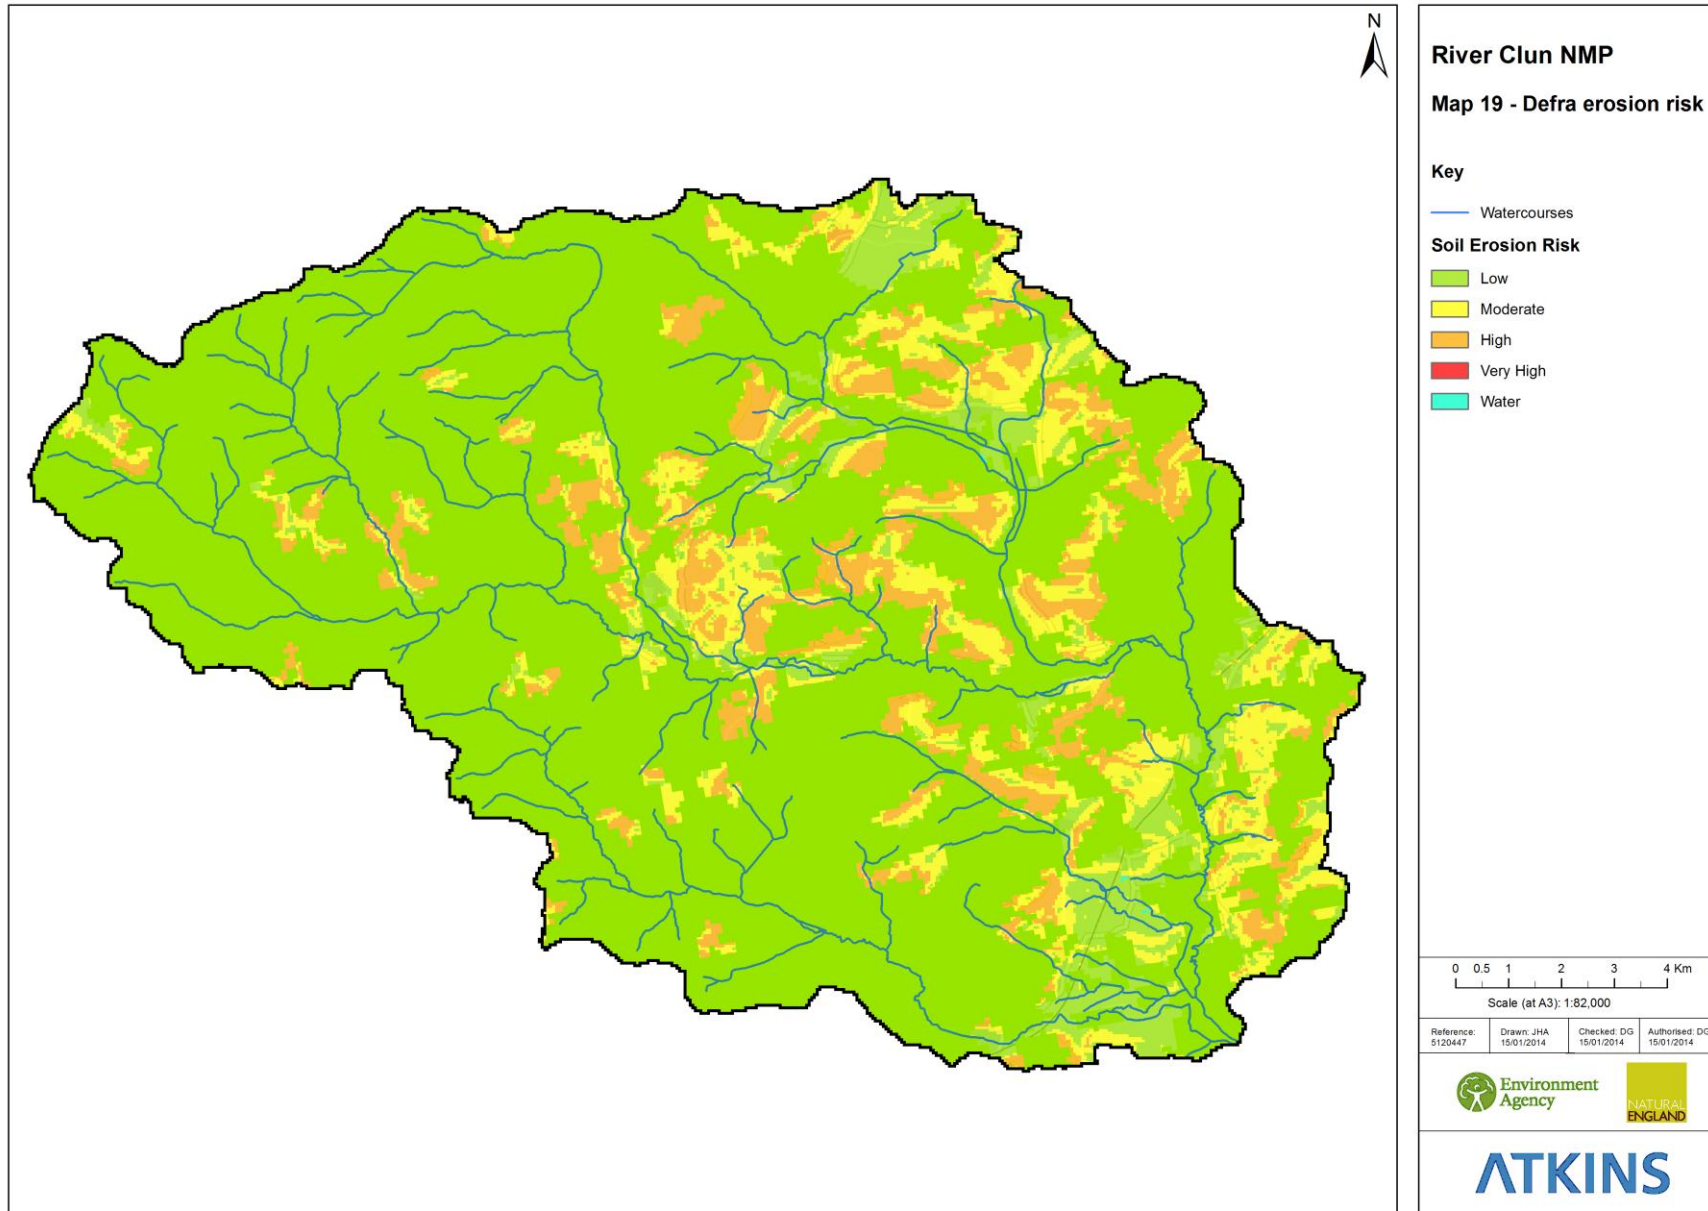 N
River Clun NMP
Map 19 - Defra erosion risk
Key
Watercourses
Soil Erosion Risk
Low
Moderate
High
Very High
Water
0 0.5 1 2 3 4 Km
Scale (at A3): 1:82,000
Reference: Drawn: JHA Checked: DG Authorised: DG
5120447 15/01/2014 15/01/2014 15/01/2014
Environment
Agency
NATURAL
ENGLAND
ATKINS